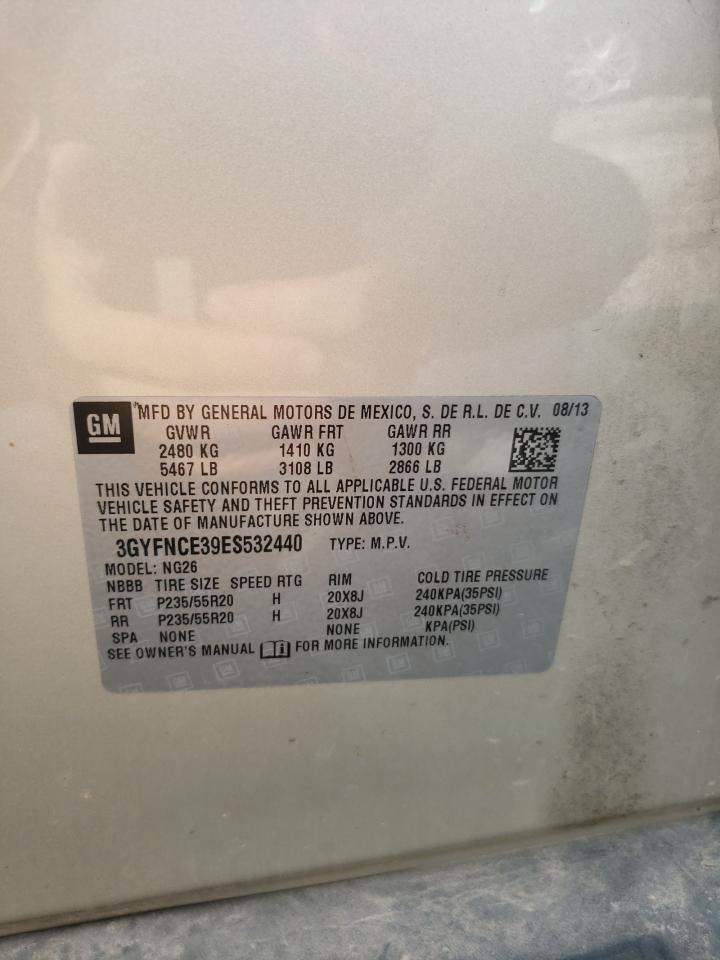 GM
MFD BY GENERAL MOTORS DE MEXICO, S. DE R.L. DE C.V. 08/13
GVWR GAWR FRT GAWR RR
2480 KG 1410 KG 1300 KG
5467 LB 3108 LB 2866 LB
THIS VEHICLE CONFORMS TO ALL APPLICABLE U.S. FEDERAL MOTOR
VEHICLE SAFETY AND THEFT PREVENTION STANDARDS IN EFFECT ON
THE DATE OF MANUFACTURE SHOWN ABOVE.
3GYFNCE39ES532440 TYPE: M.P.V.
MODEL: NG26
NBBB TIRE SIZE SPEED RTG RIM COLD TIRE PRESSURE
FRT P235/55R20 H 20X8J 240KPA(35PSI)
RR P235/55R20 H 20X8J 240KPA(35PSI)
SPA NONE NONE KPA(PSI)
SEE OWNER'S MANUAL i FOR MORE INFORMATION.